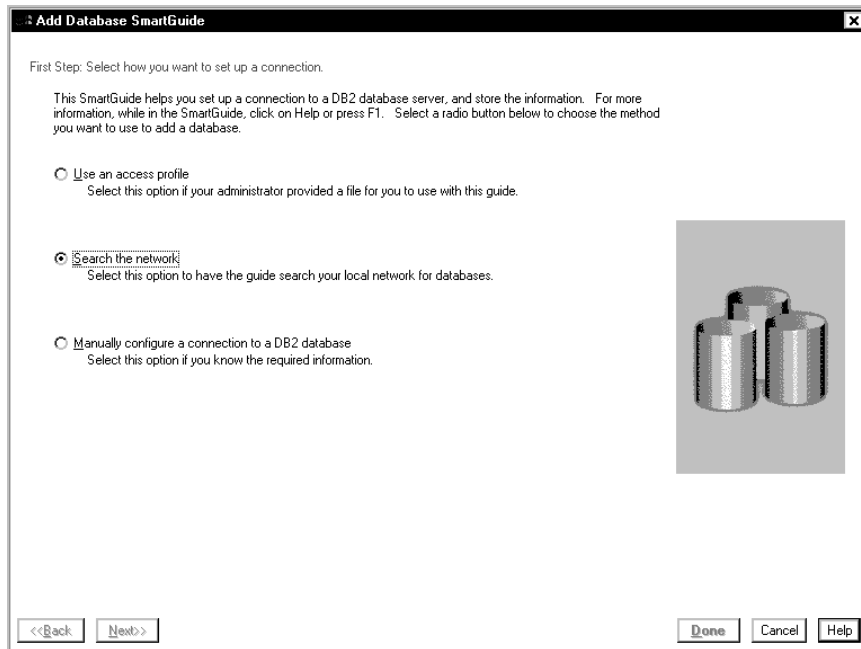 Add Database SmartGuide
First Step: Select how you want to set up a connection.
This SmartGuide helps you set up a connection to a DB2 database server, and store the information. For more
information, while in the SmartGuide, click on Help or press F1. Select a radio button below to choose the method
you want to use to add a database.
Use an access profile
Select this option if your administrator provided a file for you to use with this guide.
Search the network
Select this option to have the guide search your local network for databases.
Manually configure a connection to a DB2 database
Select this option if you know the required information.
<<Back Next>> Done Cancel Help